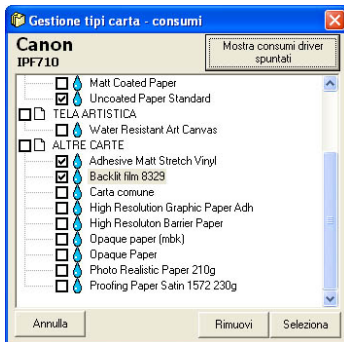 Gestione tipi carta - consumi
Canon
IPF710
Mostra consumi driver
spuntati
Matt Coated Paper
Uncoated Paper Standard
TELA ARTISTICA
Water Resistant Art Canvas
ALTRE CARTE
Adhesive Matt Stretch Vinyl
Backlit film 8329
Carta comune
High Resolution Graphic Paper Adh
High Resoluton Barrier Paper
Opaque paper (mbk)
Opaque Paper
Photo Realistic Paper 210g
Proofing Paper Satin 1572 230g
Annulla
Rimuovi
Seleziona